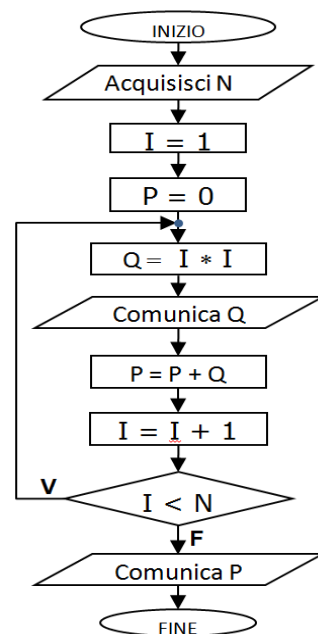 INIZIO
Acquisisci N
I = 1
P = 0
Q = I * I
Comunica Q
P = P + Q
I = I + 1
V
I < N
F
Comunica P
FINE